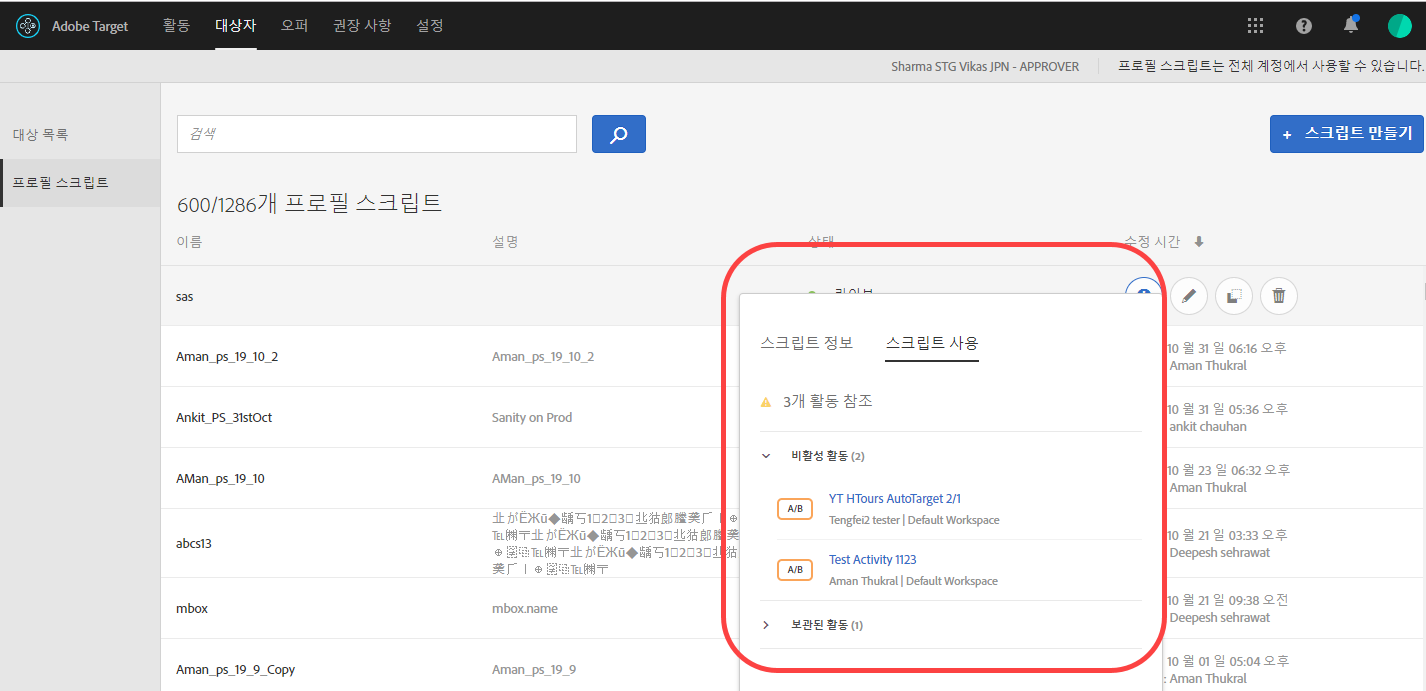 Adobe Target 활동 대상자 오퍼 권장 사항 설정
Sharma STG Vikas JPN - APPROVER 프로필 스크립트는 전체 계정에서 사용할 수 있습니다.
대상 목록
프로필 스크립트
검색
+ 스크립트 만들기
600/1286개 프로필 스크립트
이름 설명 상태 수정 시간
sas 라이브
Aman_ps_19_10_2 Aman_ps_19_10_2
10 월 31 일 06:16 오후
Aman Thukral
Ankit_PS_31stOct Sanity on Prod
10 월 31 일 05:36 오후
ankit chauhan
AMan_ps_19_10 AMan_ps_19_10
10 월 23 일 06:32 오후
Aman Thukral
abcs13
10 월 21 일 03:33 오후
Deepesh sehrawat
mbox mbox.name
10 월 21 일 09:38 오전
Deepesh sehrawat
Aman_ps_19_9_Copy Aman_ps_19_9
10 월 01 일 05:04 오후
: Aman Thukral
스크립트 정보 스크립트 사용
3개 활동 참조
비활성 활동 (2)
A/B YT HTours AutoTarget 2/1
Tengfei2 tester | Default Workspace
A/B Test Activity 1123
Aman Thukral | Default Workspace
보관된 활동 (1)